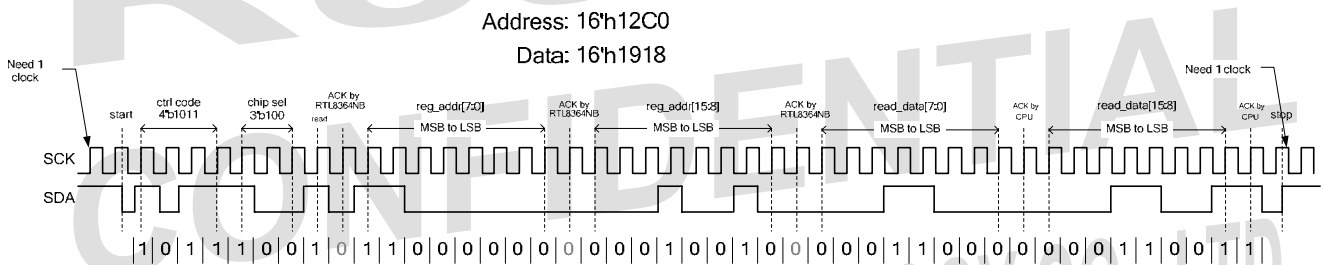 Address: 16'h12C0
Data: 16'h1918
Need 1 clock
Need 1 clock
start
ctrl code 4'b1011
chip sel 3'b100
read
ACK by RTL8364NB
reg_addr[7:0]
MSB to LSB
ACK by RTL8364NB
reg_addr[15:8]
MSB to LSB
ACK by RTL8364NB
read_data[7:0]
MSB to LSB
ACK by CPU
read_data[15:8]
MSB to LSB
ACK by CPU
stop
SCK
SDA
1 0 1 1 1 0 0 1 0 1 1 0 0 0 0 0 0 0 0 0 0 1 0 0 1 0 0 0 0 0 1 1 0 0 0 0 0 0 0 1 1 0 0 1 1
CONFIDENTIAL